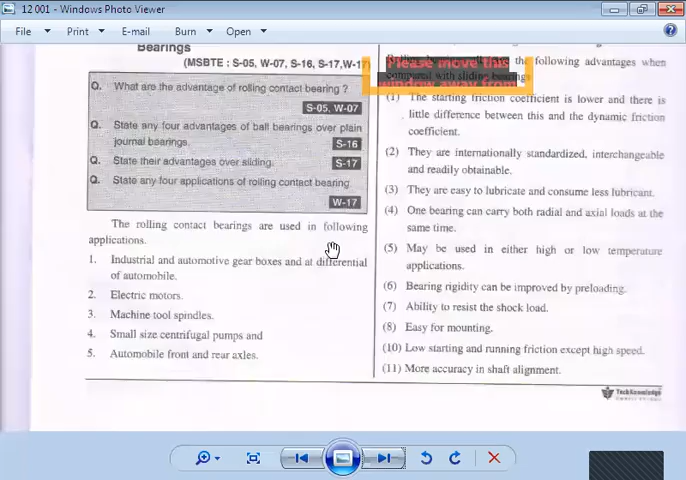 12 001 - Windows Photo Viewer
File
Print
E-mail
Burn
Open
Bearings
(MSBTE : S-05, W-07, S-16, S-17,W-17)
Q. What are the advantage of rolling contact bearing ?
S-05, W-07
Q. State any four advantages of ball bearings over plain
journal bearings.
S-16
Q. State their advantages over sliding.
S-17
Q. State any four applications of rolling contact bearing
W-17
The rolling contact bearings are used in following
applications.
1. Industrial and automotive gear boxes and at differential
of automobile.
2. Electric motors.
3. Machine tool spindles.
4. Small size centrifugal pumps and
5. Automobile front and rear axles.
the following advantages when
compared with sliding bearings
Please move this
window away from
(1) The starting friction coefficient is lower and there is
little difference between this and the dynamic friction
coefficient.
(2) They are internationally standardized, interchangeable
and readily obtainable.
(3) They are easy to lubricate and consume less lubricant.
(4) One bearing can carry both radial and axial loads at the
same time.
(5) May be used in either high or low temperature
applications.
(6) Bearing rigidity can be improved by preloading.
(7) Ability to resist the shock load.
(8) Easy for mounting.
(10) Low starting and running friction except high speed.
(11) More accuracy in shaft alignment.
TechKnowledge